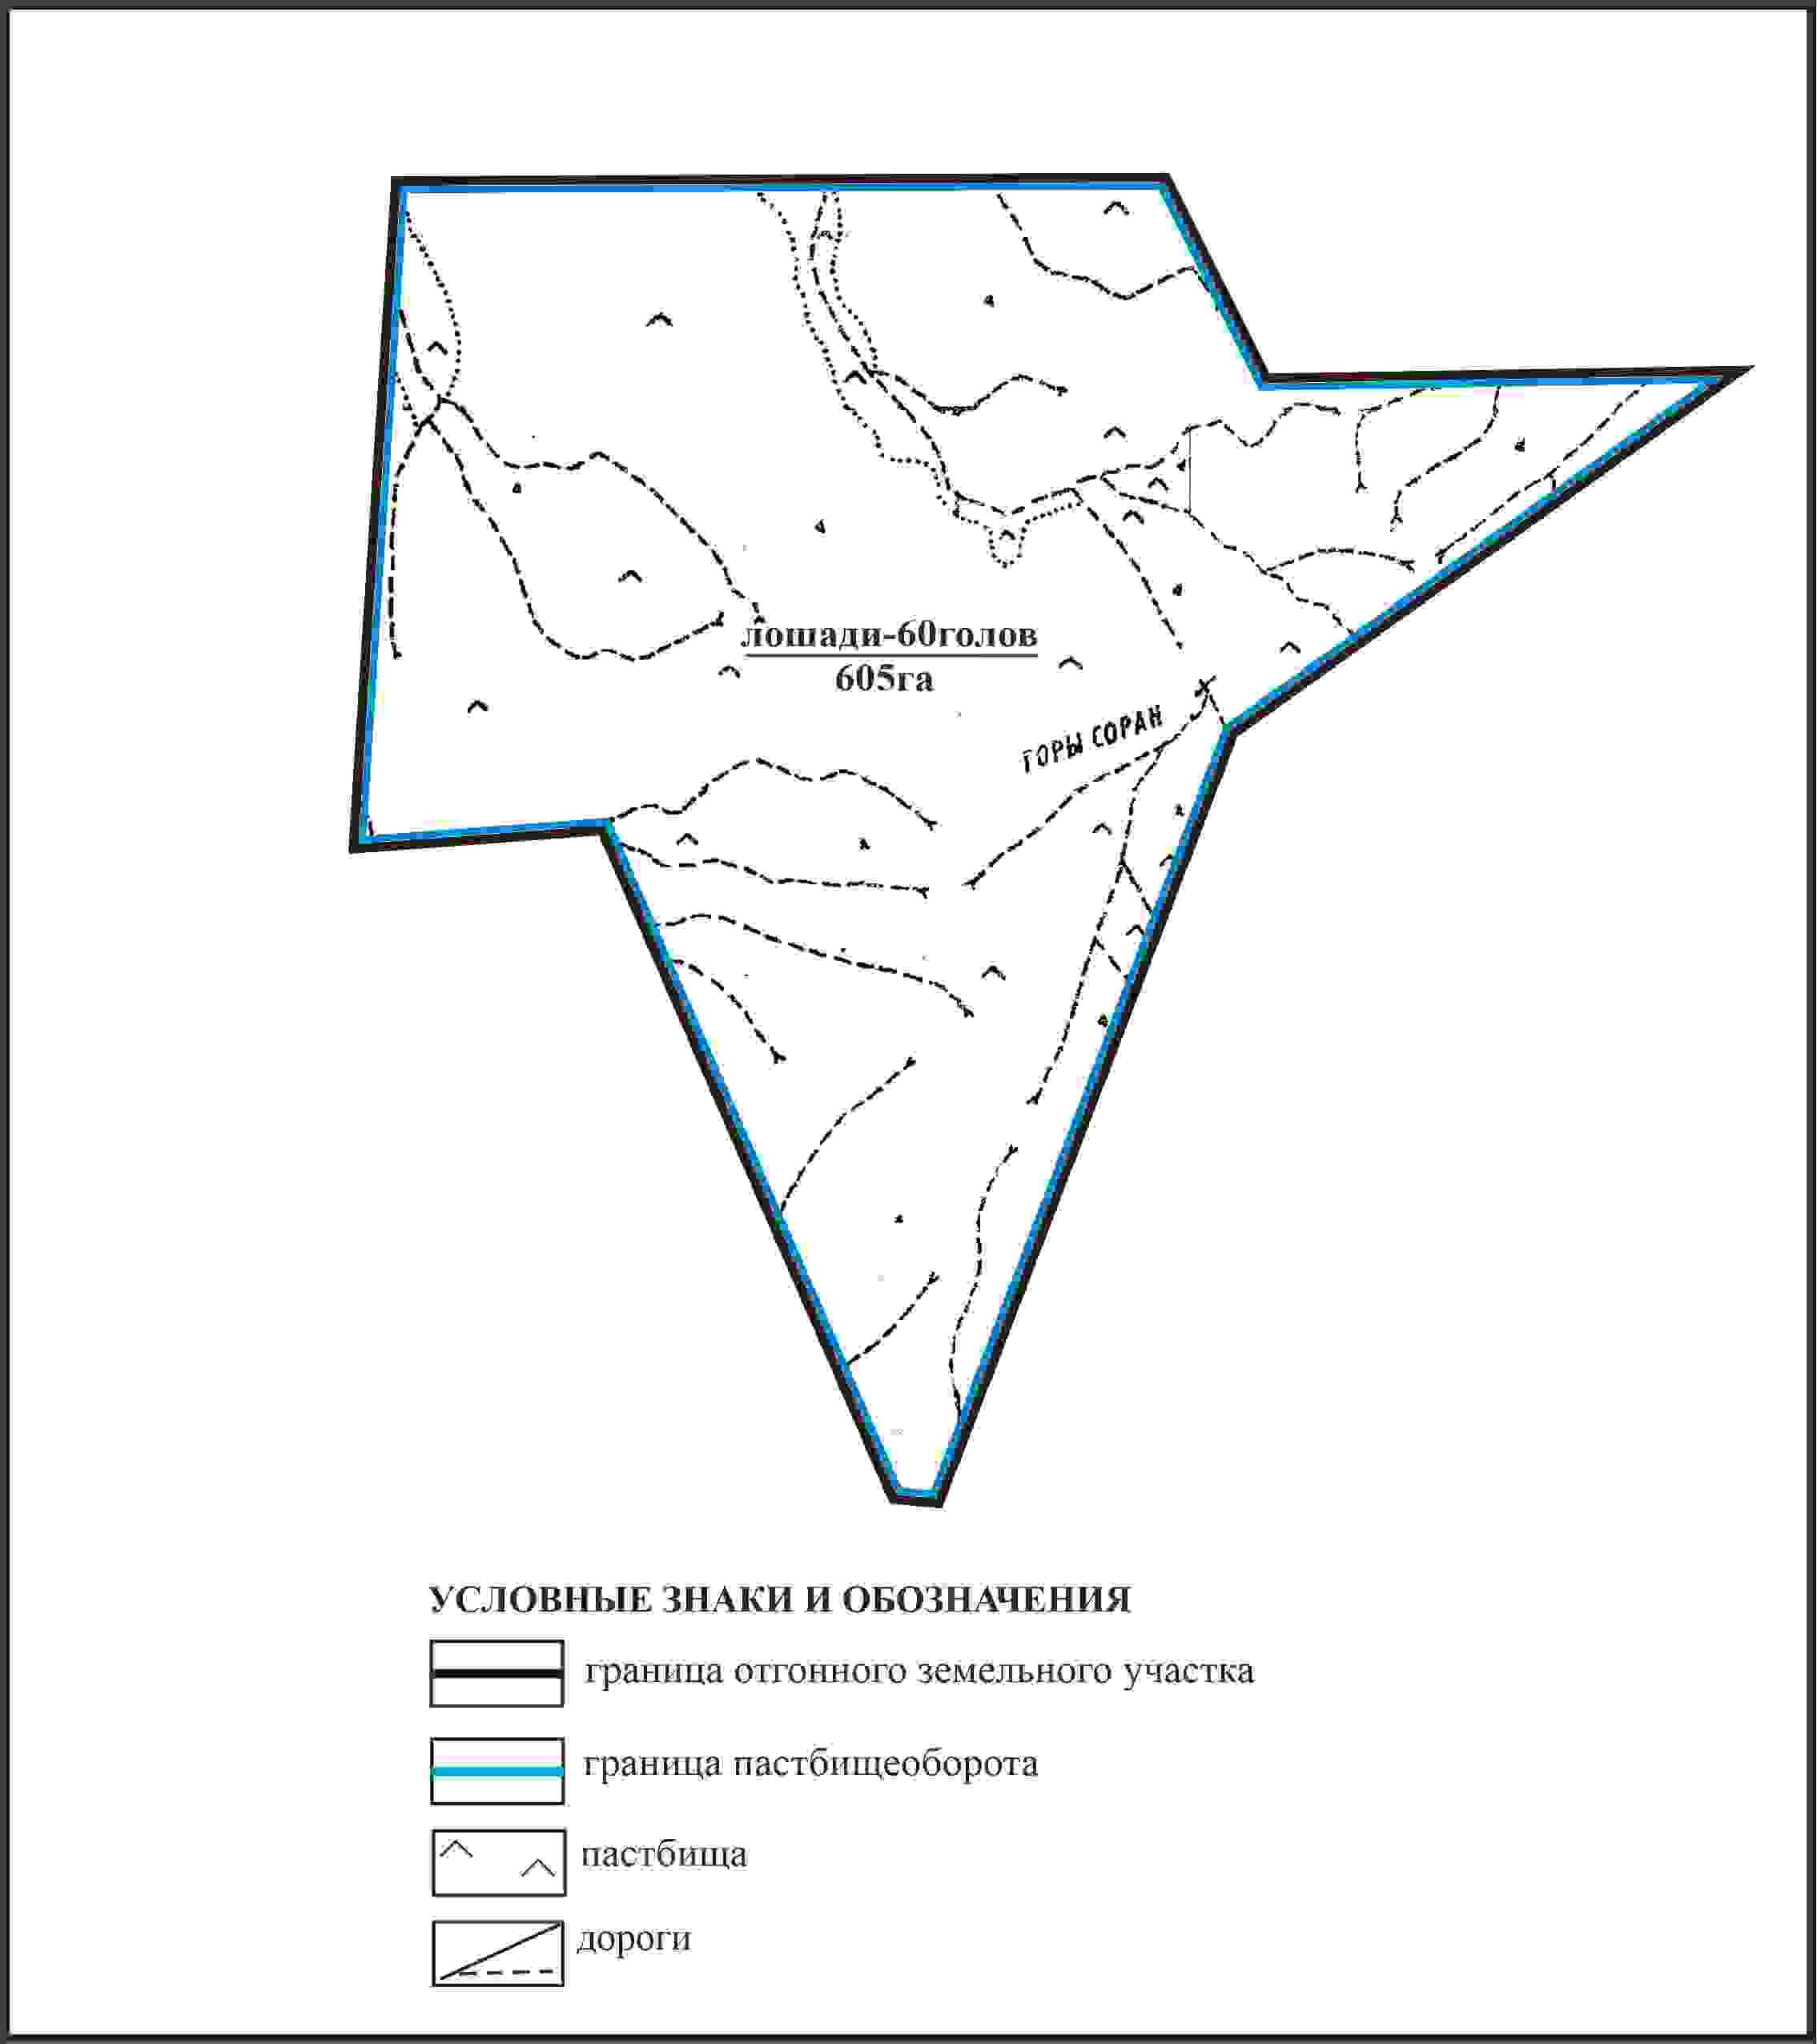 лошади-60голов
605га
ГОРЫ СОРАН
УСЛОВНЫЕ ЗНАКИ И ОБОЗНАЧЕНИЯ
граница отгонного земельного участка
граница пастбищеоборота
пастбища
дороги